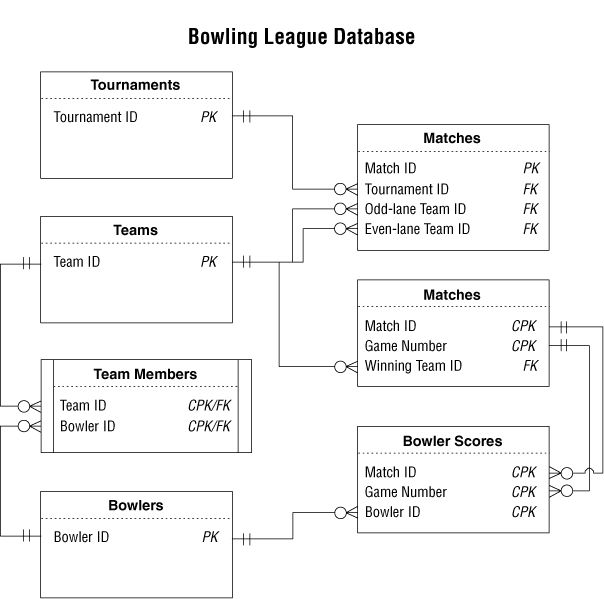 Bowling League Database
Tournaments
Tournament ID PK
Teams
Team ID PK
Team Members
Team ID CPK/FK
Bowler ID CPK/FK
Bowlers
Bowler ID PK
Matches
Match ID PK
Tournament ID FK
Odd-lane Team ID FK
Even-lane Team ID FK
Matches
Match ID CPK
Game Number CPK
Winning Team ID FK
Bowler Scores
Match ID CPK
Game Number CPK
Bowler ID CPK